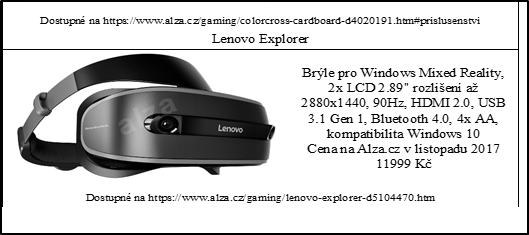 Dostupné na https://www.alza.cz/gaming/colorcross-cardboard-d4020191.htm#prislusenstvi
Lenovo Explorer
Brýle pro Windows Mixed Reality,
2x LCD 2.89" rozlišení až
2880x1440, 90Hz, HDMI 2.0, USB
3.1 Gen 1, Bluetooth 4.0, 4x AA,
kompatibilita Windows 10
Cena na Alza.cz v listopadu 2017
11999 Kč
alza
Lenovo
Dostupné na https://www.alza.cz/gaming/lenovo-explorer-d5104470.htm